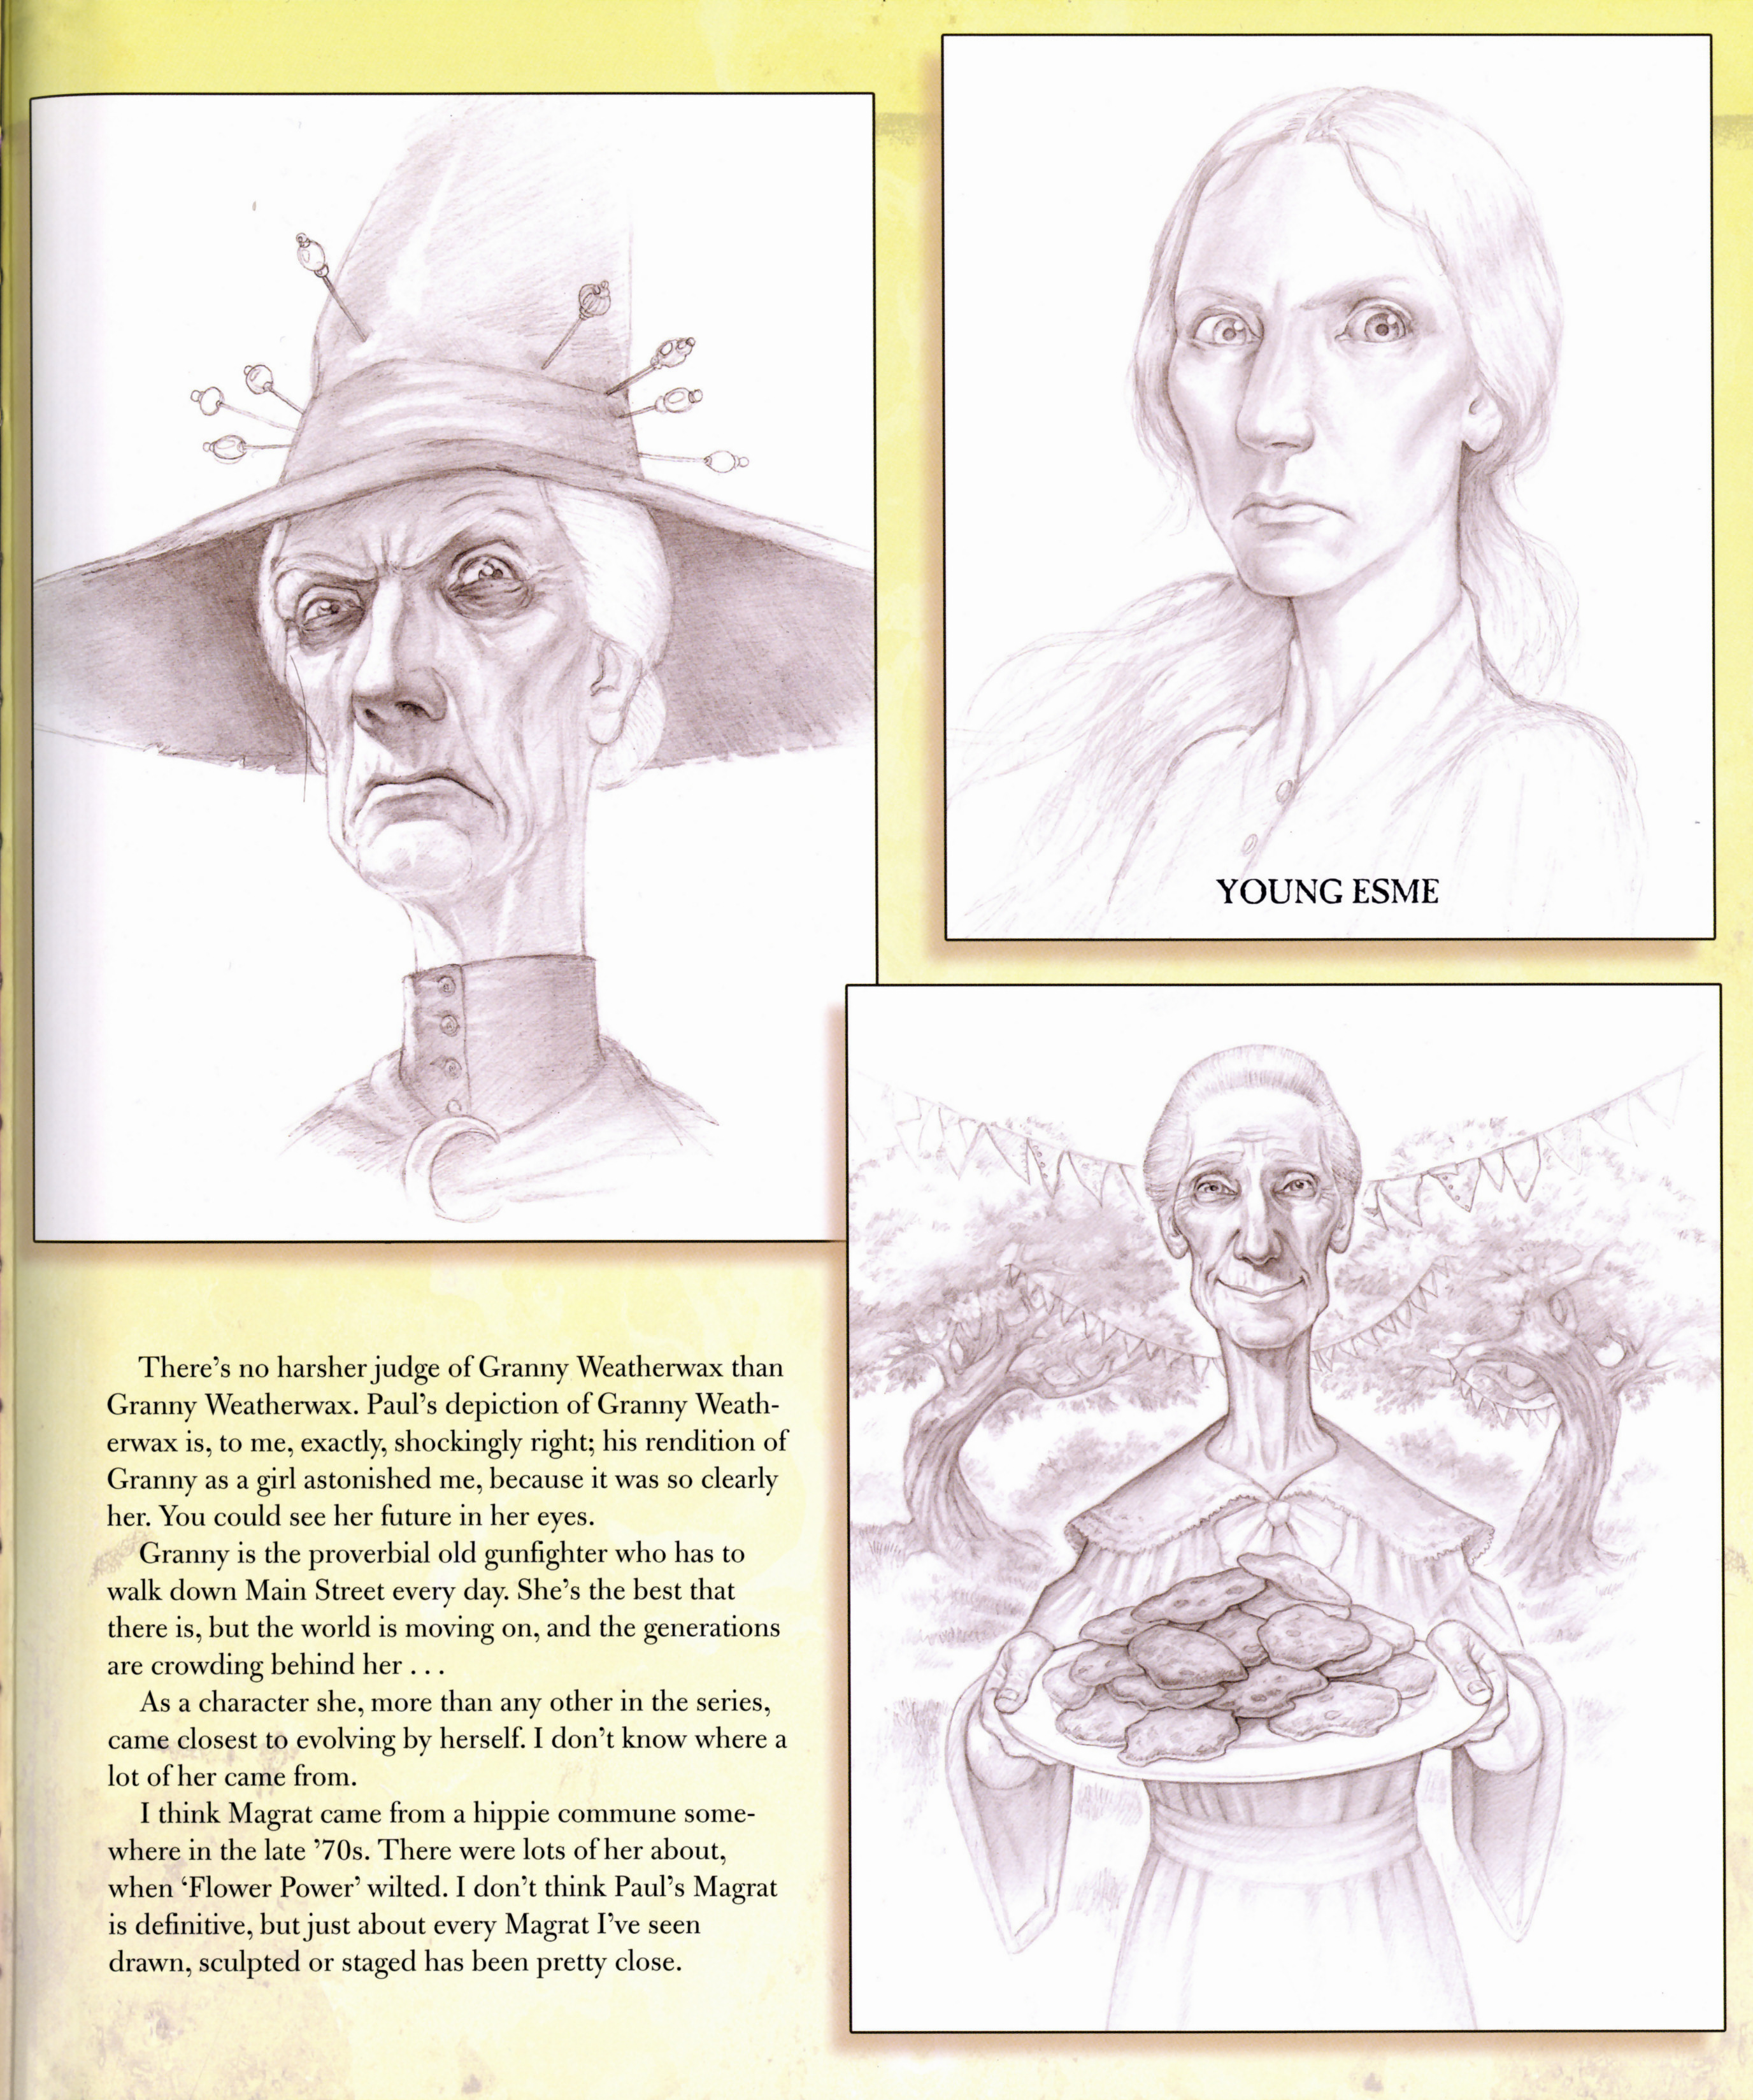 YOUNG ESME
There's no harsher judge of Granny Weatherwax than
Granny Weatherwax. Paul's depiction of Granny Weath-
erwax is, to me, exactly, shockingly right; his rendition of
Granny as a girl astonished me, because it was so clearly
her. You could see her future in her eyes.
Granny is the proverbial old gunfighter who has to
walk down Main Street every day. She's the best that
there is, but the world is moving on, and the generations
are crowding behind her . . .
As a character she, more than any other in the series,
came closest to evolving by herself. I don't know where a
lot of her came from.
I think Magrat came from a hippie commune some-
where in the late ’70s. There were lots of her about,
when ‘Flower Power’ wilted. I don't think Paul's Magrat
is definitive, but just about every Magrat I've seen
drawn, sculpted or staged has been pretty close.